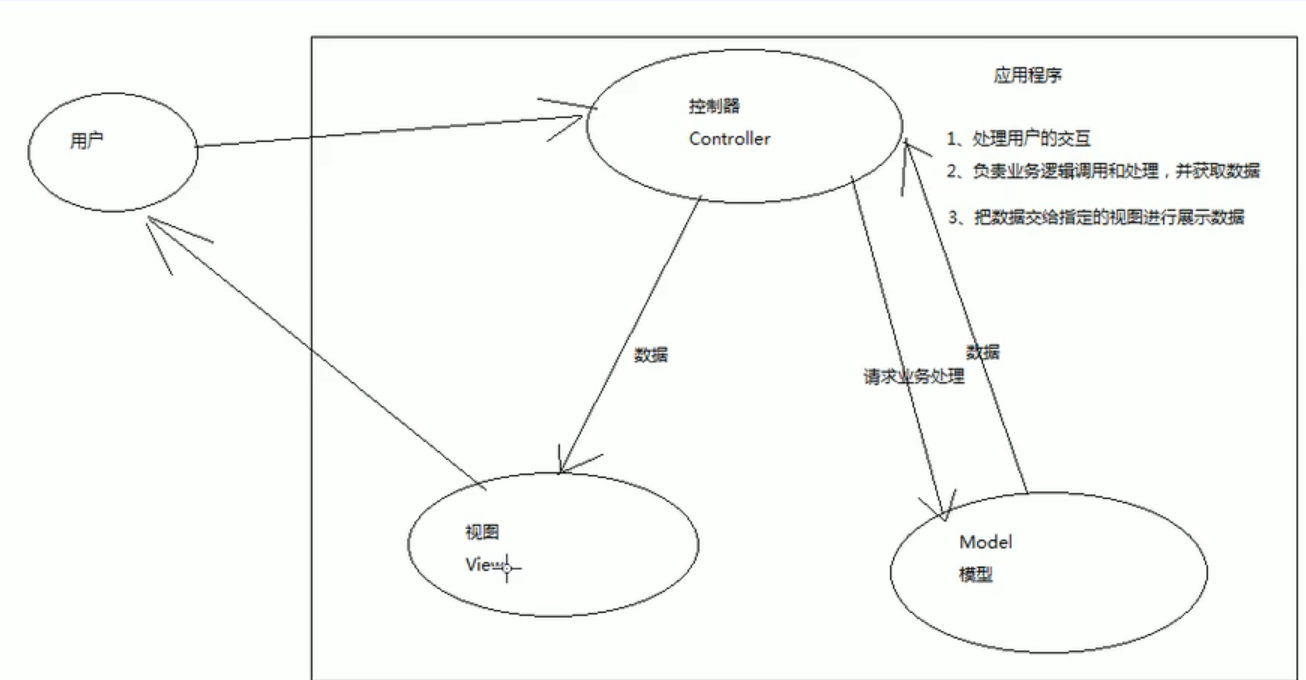 应用程序
用户
控制器
Controller
1、处理用户的交互
2、负责业务逻辑调用和处理，并获取数据
3、把数据交给指定的视图进行展示数据
数据
数据
请求业务处理
视图
View
Model
模型